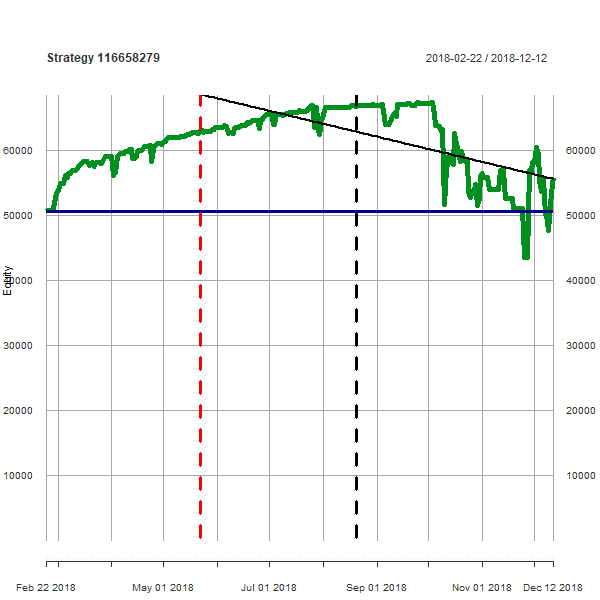 Strategy 116658279 2018-02-22 / 2018-12-12
60000 60000
50000 50000
Equity
40000 40000
30000 30000
20000 20000
10000 10000
Feb 22 2018 May 01 2018 Jul 01 2018 Sep 01 2018 Nov 01 2018 Dec 12 2018